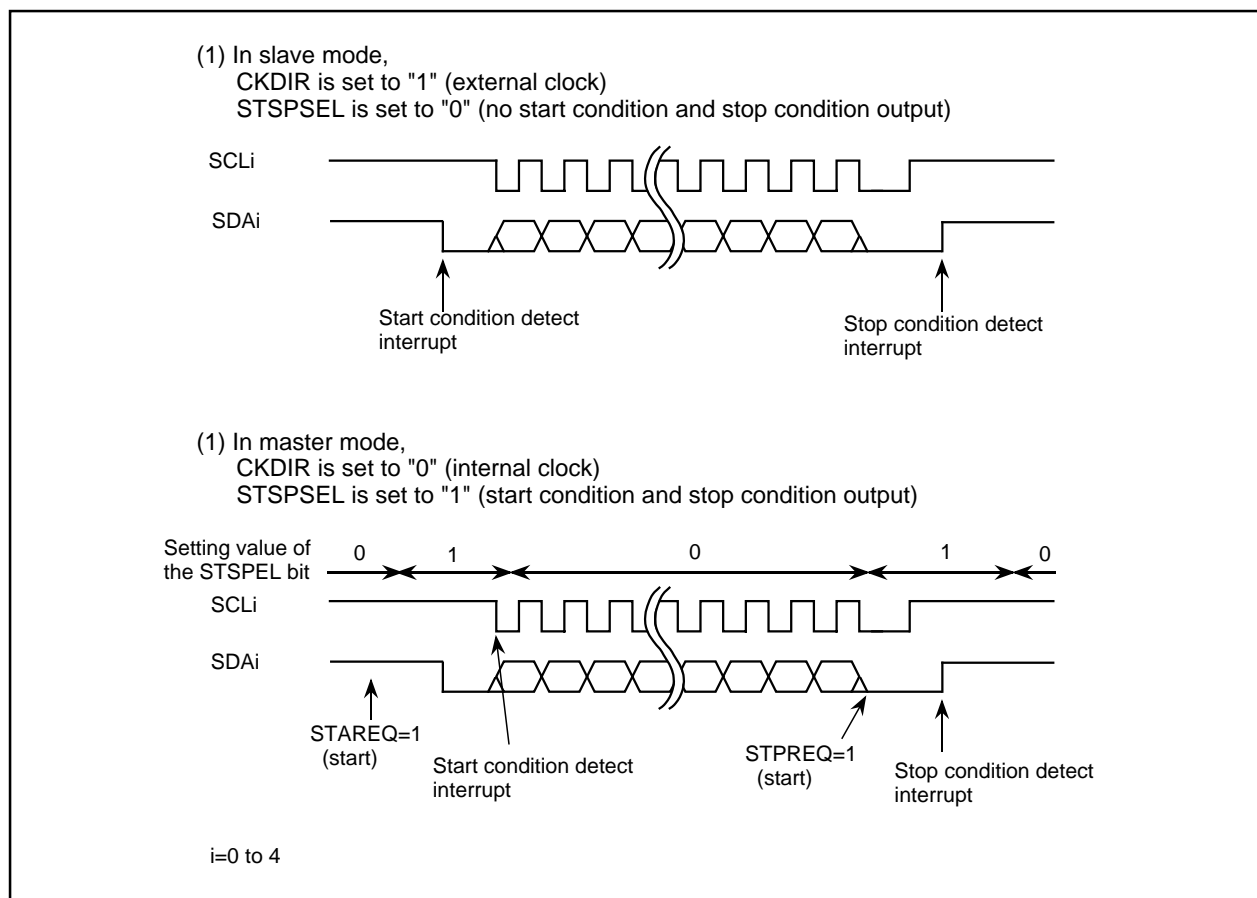 (1) In slave mode,
CKDIR is set to "1" (external clock)
STSPSEL is set to "0" (no start condition and stop condition output)
SCLi
SDAi
Start condition detect
interrupt
Stop condition detect
interrupt
(1) In master mode,
CKDIR is set to "0" (internal clock)
STSPSEL is set to "1" (start condition and stop condition output)
Setting value of
the STSPEL bit
0 1 0 1 0
SCLi
SDAi
STAREQ=1
(start)
Start condition detect
interrupt
STPREQ=1
(start)
Stop condition detect
interrupt
i=0 to 4